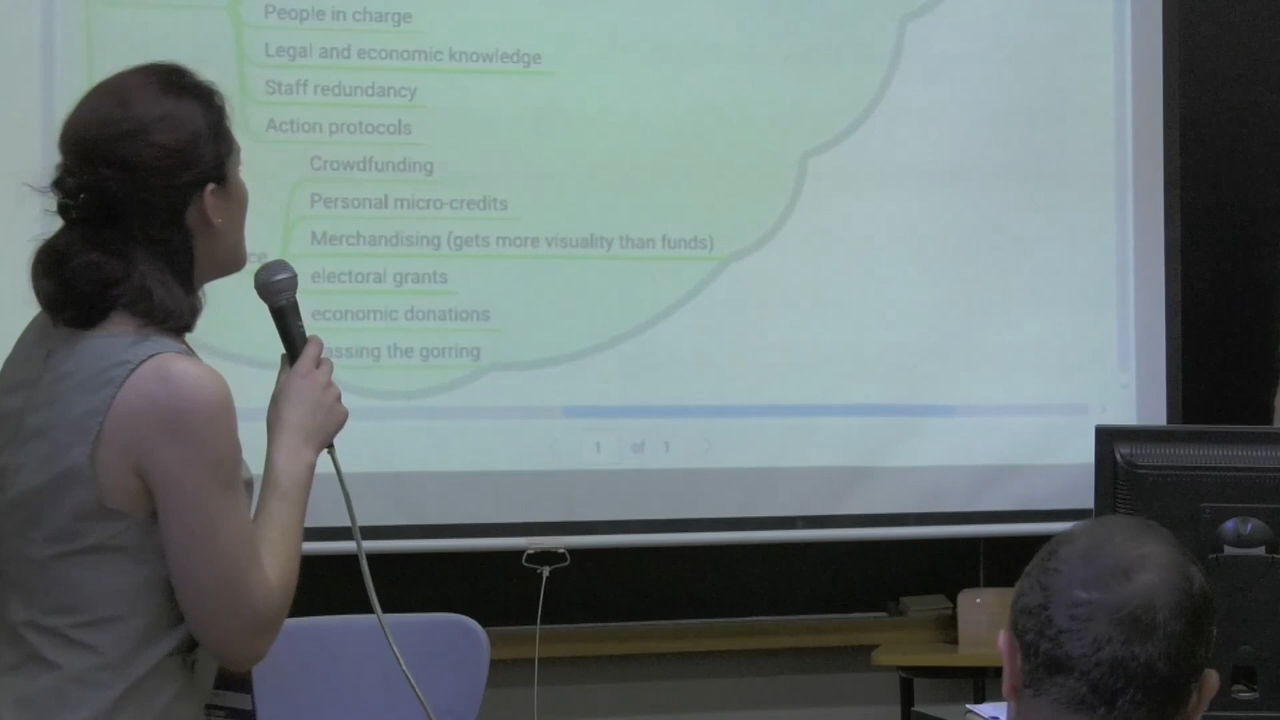 People in charge
Legal and economic knowledge
Staff redundancy
Action protocols
Crowdfunding
Personal micro-credits
Merchandising (gets more visuality than funds)
electoral grants
economic donations
the gorring
1 of 1